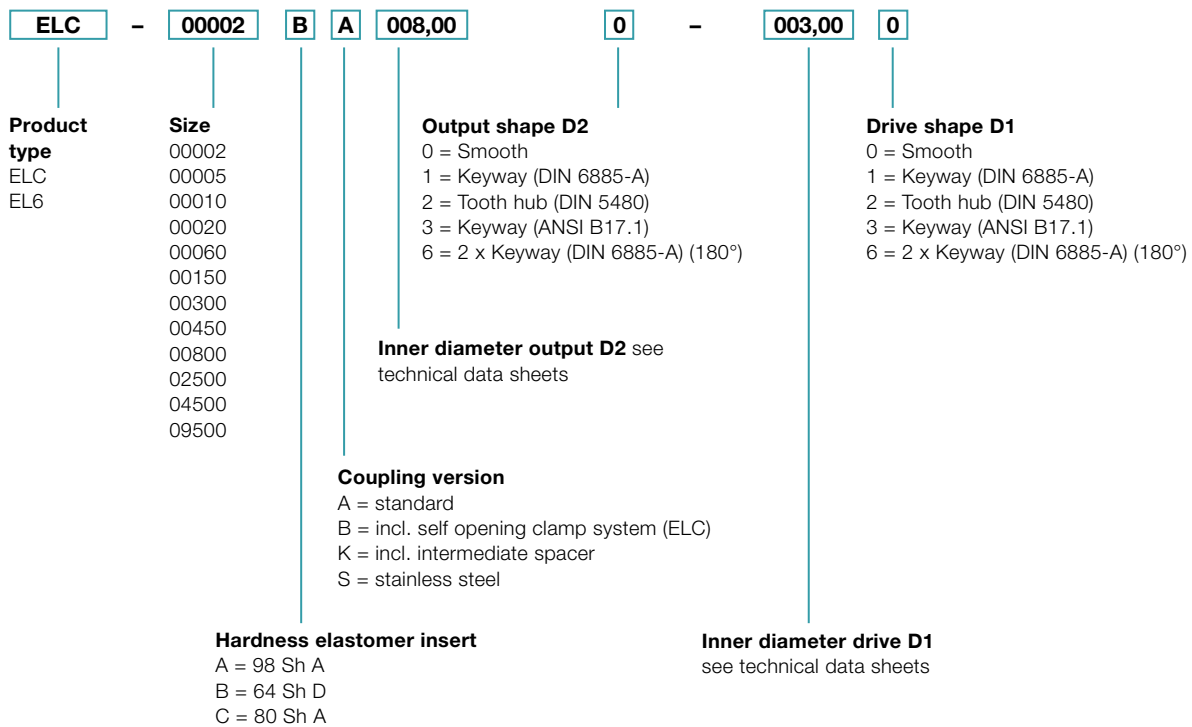 ELC – 00002 B A 008,00 0 – 003,00 0
Product
type
ELC
EL6
Size
00002
00005
00010
00020
00060
00150
00300
00450
00800
02500
04500
09500
Output shape D2
0 = Smooth
1 = Keyway (DIN 6885-A)
2 = Tooth hub (DIN 5480)
3 = Keyway (ANSI B17.1)
6 = 2 x Keyway (DIN 6885-A) (180°)
Drive shape D1
0 = Smooth
1 = Keyway (DIN 6885-A)
2 = Tooth hub (DIN 5480)
3 = Keyway (ANSI B17.1)
6 = 2 x Keyway (DIN 6885-A) (180°)
Inner diameter output D2 see
technical data sheets
Coupling version
A = standard
B = incl. self opening clamp system (ELC)
K = incl. intermediate spacer
S = stainless steel
Hardness elastomer insert
A = 98 Sh A
B = 64 Sh D
C = 80 Sh A
Inner diameter drive D1
see technical data sheets